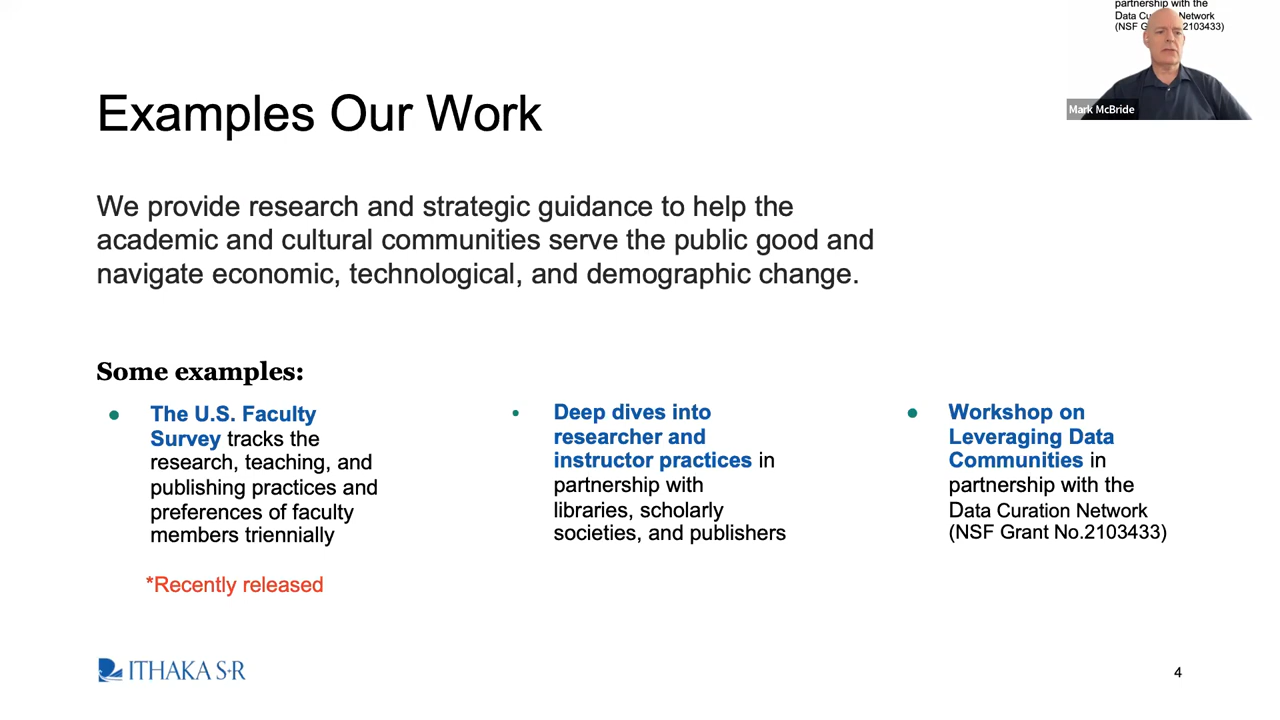 partnership with the
Data Cu Network
(NSF G 2103433)
Mark McBride
Examples Our Work
We provide research and strategic guidance to help the
academic and cultural communities serve the public good and
navigate economic, technological, and demographic change.
Some examples:
• The U.S. Faculty
Survey tracks the
research, teaching, and
publishing practices and
preferences of faculty
members triennially
*Recently released
• Deep dives into
researcher and
instructor practices in
partnership with
libraries, scholarly
societies, and publishers
• Workshop on
Leveraging Data
Communities in
partnership with the
Data Curation Network
(NSF Grant No.2103433)
ITHAKA S·R
4